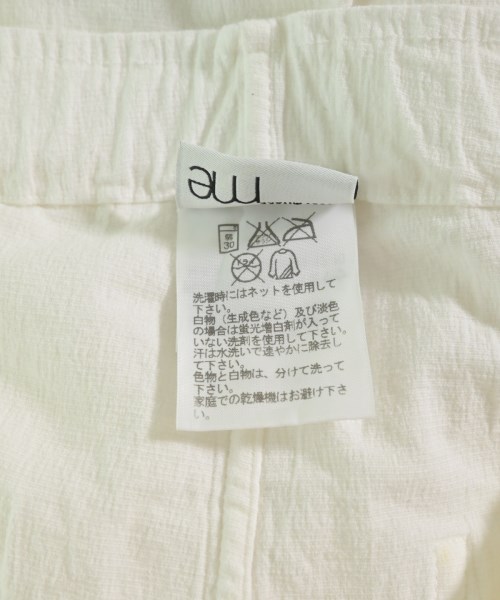 me
弱
30
ドライ
洗濯時にはネットを使用して
下さい。
白物（生成色など）及び淡色
の場合は蛍光増白剤が入って
いない洗剤を使用して下さい。
汗は水洗いで速やかに除去し
て下さい。
色物と白物は、分けて洗って
下さい。
家庭での乾燥機はお避け下さ
い。